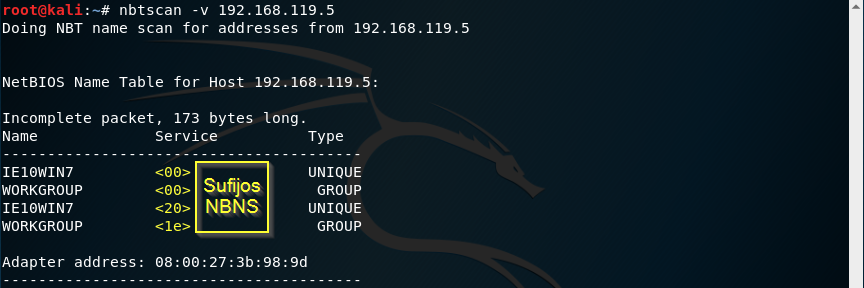 root@kali:~# nbtscan -v 192.168.119.5
Doing NBT name scan for addresses from 192.168.119.5
NetBIOS Name Table for Host 192.168.119.5:
Incomplete packet, 173 bytes long.
Name             Service          Type
----------------------------------------
IE10WIN7         <00>             UNIQUE
WORKGROUP        <00>              GROUP
IE10WIN7         <20>             UNIQUE
WORKGROUP        <1e>              GROUP
Sufijos
NBNS
Adapter address: 08:00:27:3b:98:9d
----------------------------------------